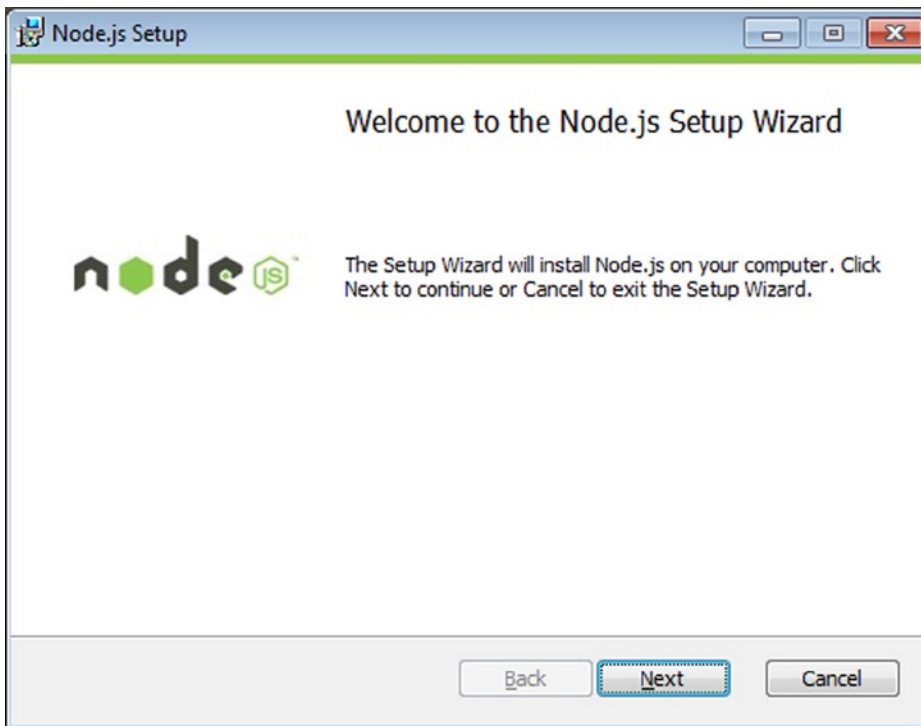 Node.js Setup
Welcome to the Node.js Setup Wizard
node JS™
The Setup Wizard will install Node.js on your computer. Click
Next to continue or Cancel to exit the Setup Wizard.
Back Next Cancel